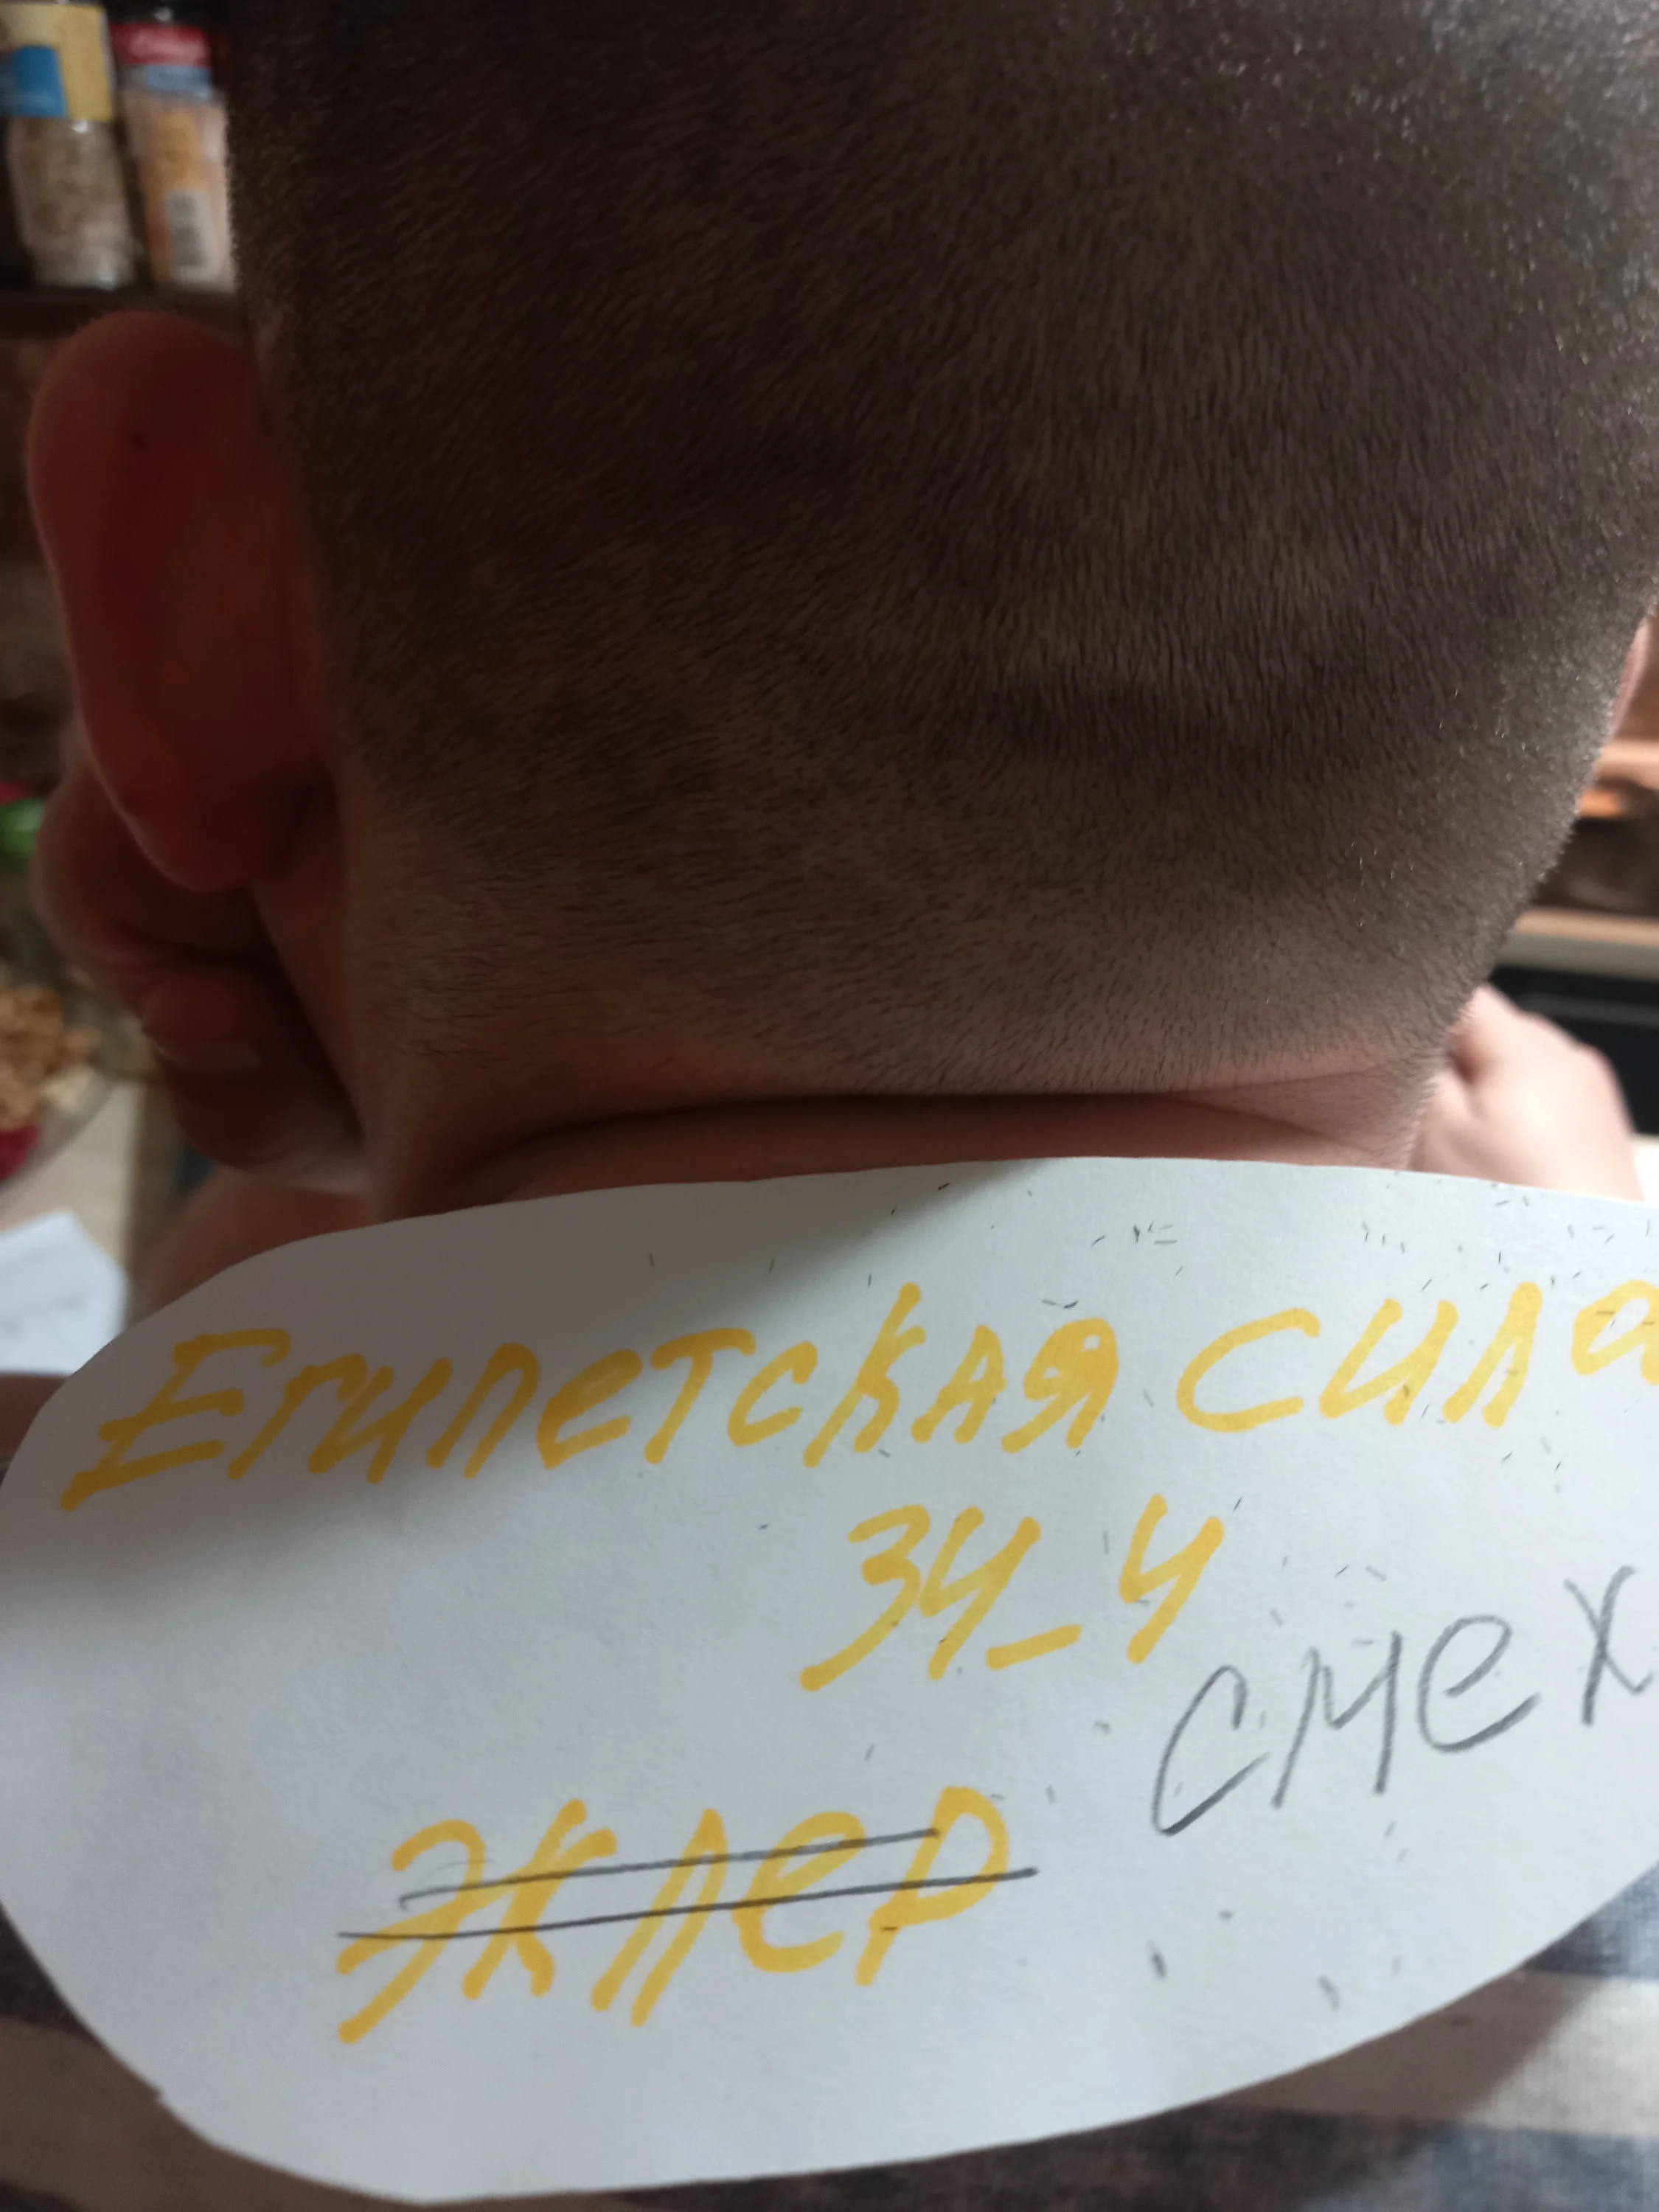 Египетская сила
34_4
смех
эклер